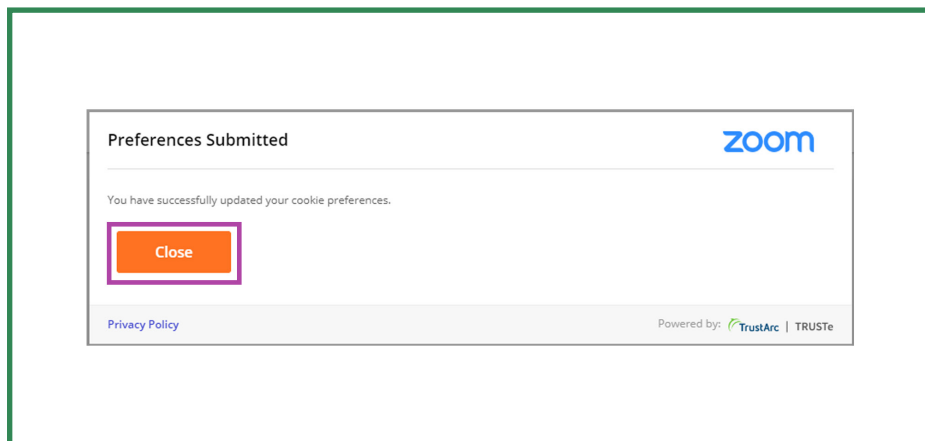 Preferences Submitted
zoom
You have successfully updated your cookie preferences.
Close
Privacy Policy
Powered by: TrustArc | TRUSTe